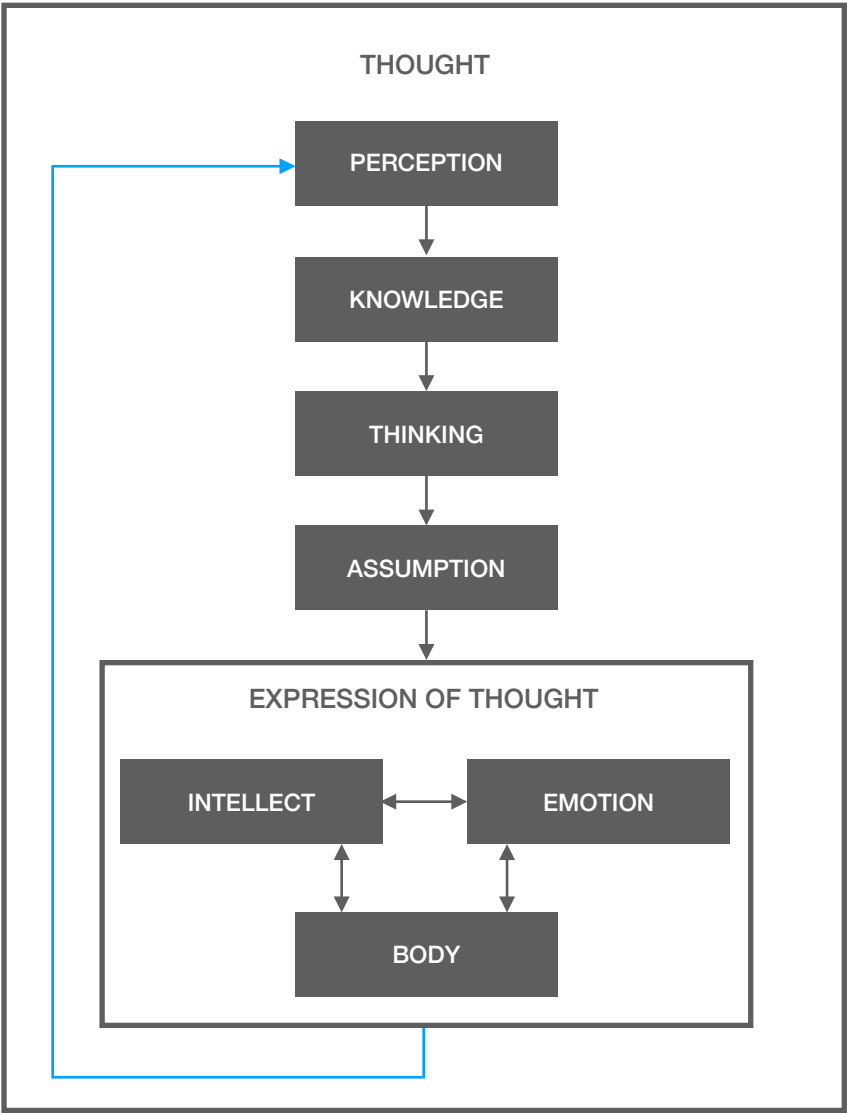 THOUGHT
PERCEPTION
KNOWLEDGE
THINKING
ASSUMPTION
EXPRESSION OF THOUGHT
INTELLECT
EMOTION
BODY